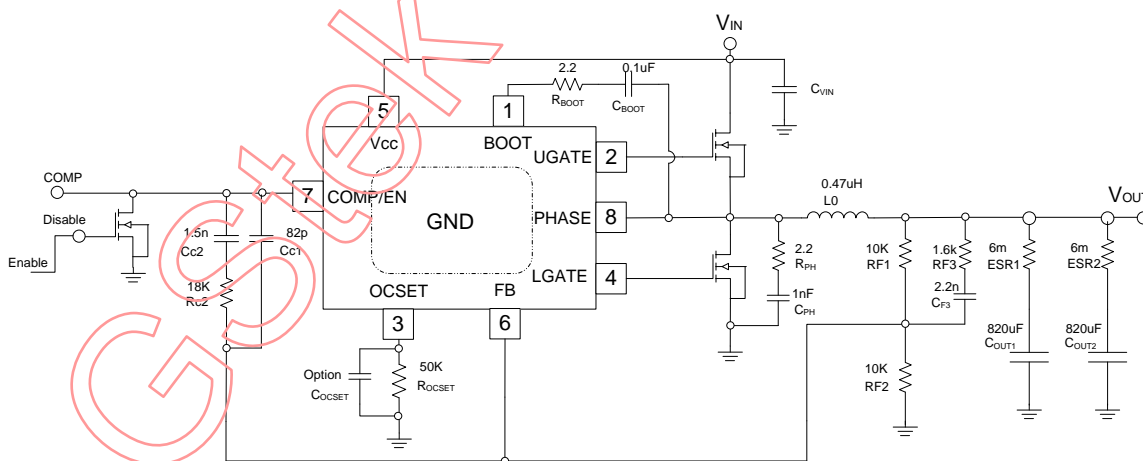 VIN
2.2
0.1uF
RBOOT
CBOOT
CVIN
5
1
Vcc
BOOT
UGATE
2
COMP
7
COMP/EN
0.47uH
L0
VOUT
Disable
Enable
GND
PHASE
8
1.5n
Cc2
82p
Cc1
2.2
RPH
10K
RF1
1.6k
RF3
6m
ESR1
6m
ESR2
LGATE
4
18K
Rc2
1nF
CPH
2.2n
CF3
OCSET
FB
3
6
820uF
COUT1
820uF
COUT2
Option
COCSET
50K
ROCSET
10K
RF2
Gstek